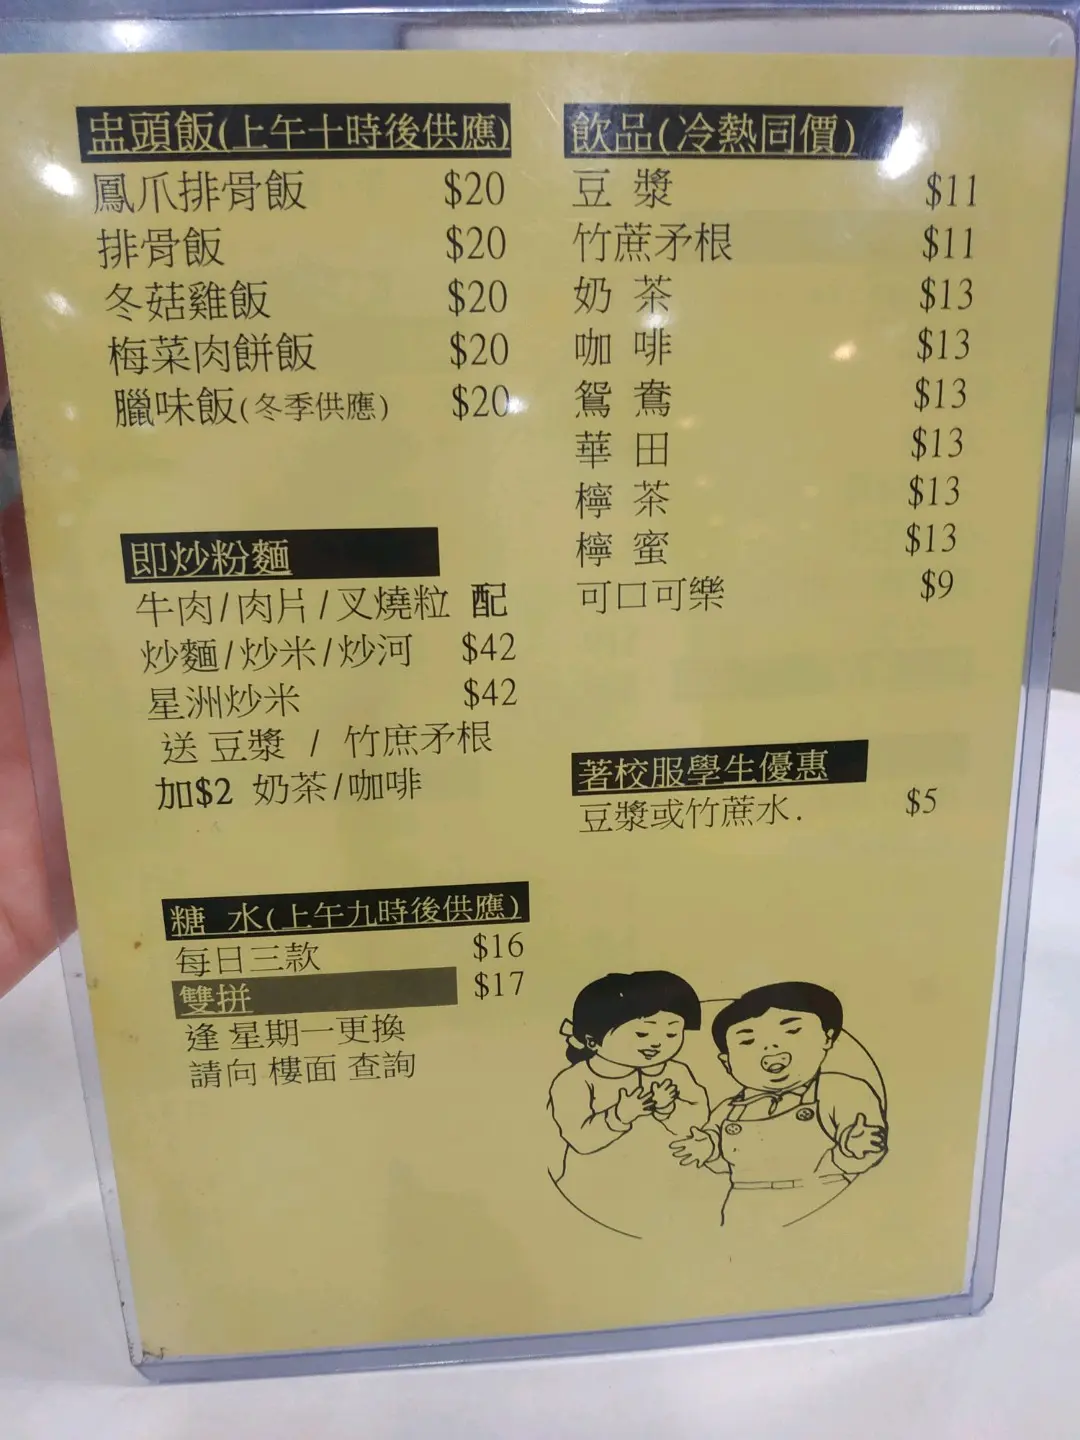 盅頭飯(上午十時後供應)
鳳爪排骨飯 $20
排骨飯 $20
冬菇雞飯 $20
梅菜肉餅飯 $20
臘味飯(冬季供應) $20
即炒粉麵
牛肉/肉片/叉燒粒 配
炒麵/炒米/炒河 $42
星洲炒米 $42
送 豆漿 / 竹庶矛根
加$2 奶茶/咖啡
糖 水(上午九時後供應)
每日三款 $16
雙拼 $17
逢 星期一更換
請向 樓面 查詢
飲品(冷熱同價)
豆 漿 $11
竹蔗矛根 $11
奶 茶 $13
咖 啡 $13
鴛 鴦 $13
華 田 $13
檸 茶 $13
檸 蜜 $13
可口可樂 $9
著校服學生優惠
豆漿或竹蔗水. $5